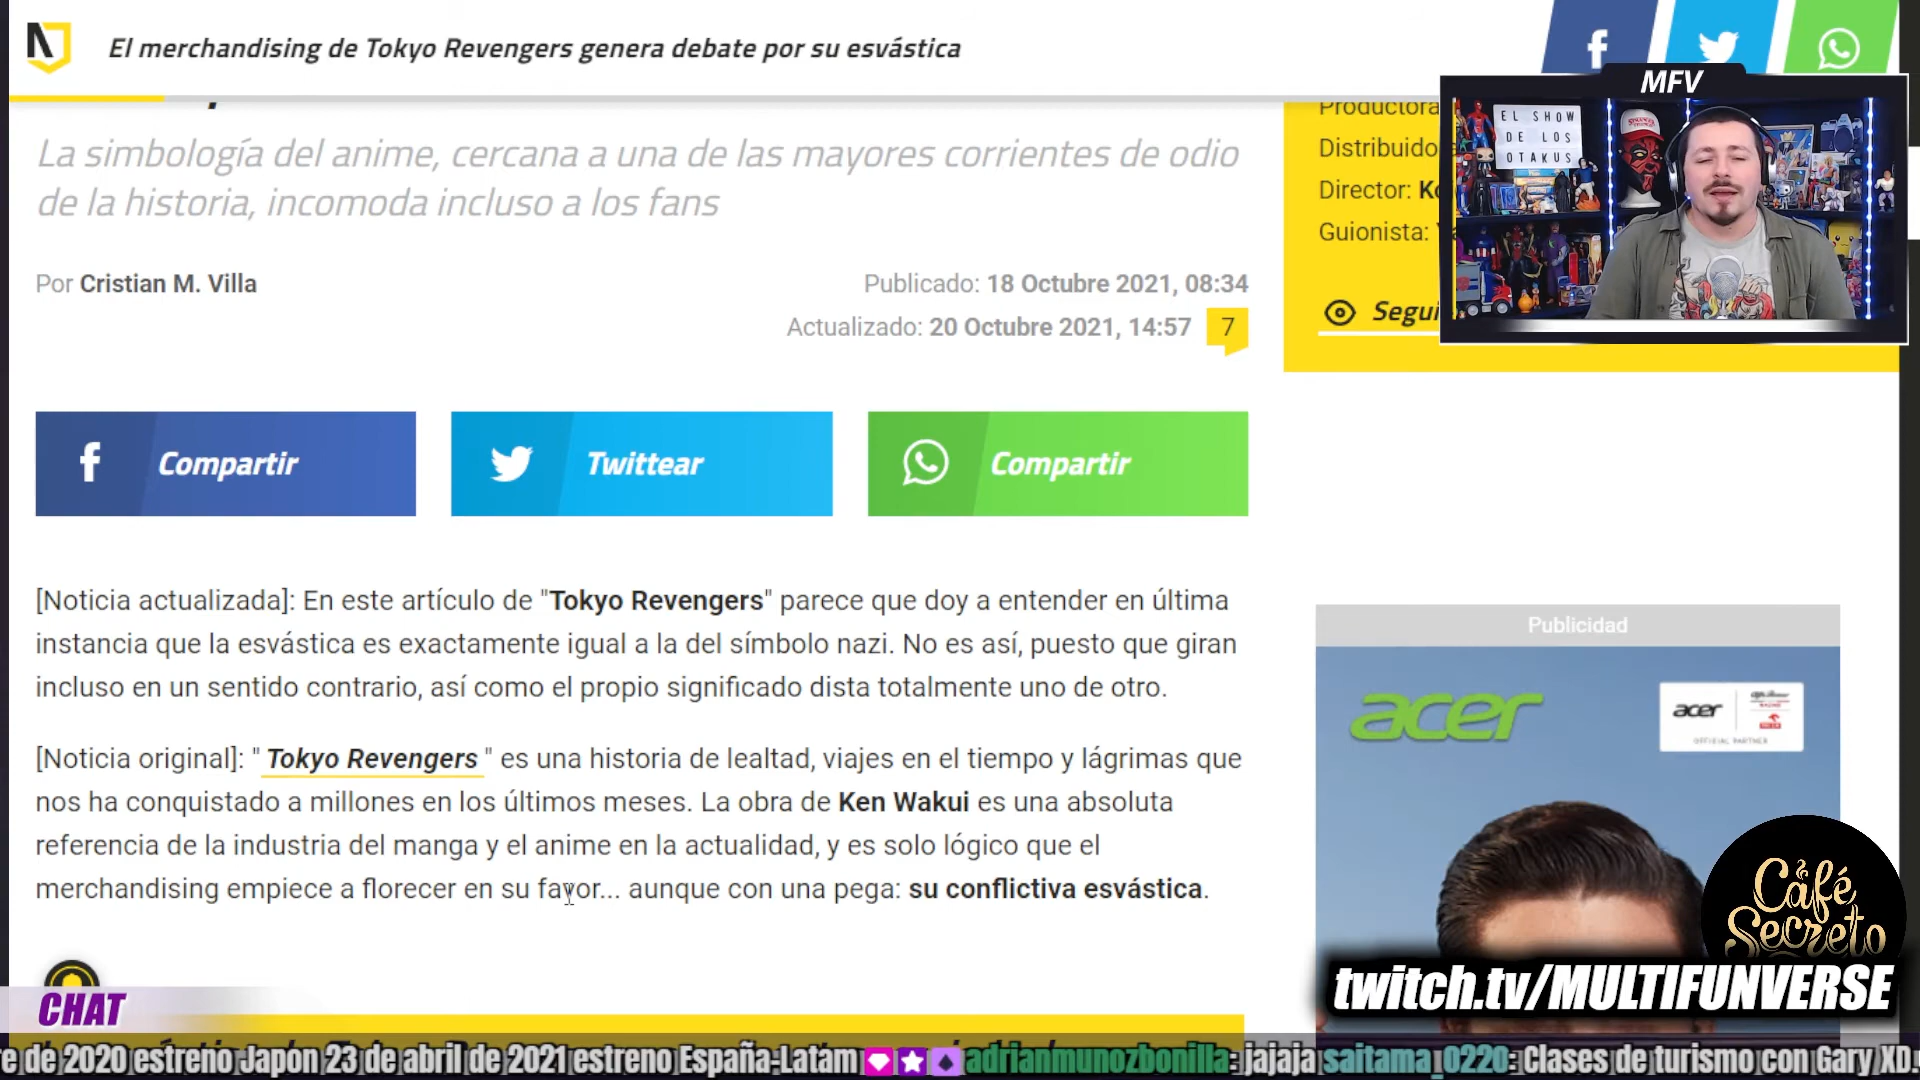 El merchandising de Tokyo Revengers genera debate por su esvástica
La simbología del anime, cercana a una de las mayores corrientes de odio
de la historia, incomoda incluso a los fans
Por Cristian M. Villa
Publicado: 18 Octubre 2021, 08:34
Actualizado: 20 Octubre 2021, 14:57
7
Compartir
Twittear
Compartir
[Noticia actualizada]: En este artículo de "Tokyo Revengers" parece que doy a entender en última
instancia que la esvástica es exactamente igual a la del símbolo nazi. No es así, puesto que giran
incluso en un sentido contrario, así como el propio significado dista totalmente uno de otro.
[Noticia original]: " Tokyo Revengers " es una historia de lealtad, viajes en el tiempo y lágrimas que
nos ha conquistado a millones en los últimos meses. La obra de Ken Wakui es una absoluta
referencia de la industria del manga y el anime en la actualidad, y es solo lógico que el
merchandising empiece a florecer en su favor... aunque con una pega: su conflictiva esvástica.
Productora
Distribuido
Director: Ko
Guionista:
Segui
MFV
EL SHOW
DE LOS
OTAKUS
Publicidad
acer
acer
OFFICIAL PARTNER
Café
Secreto
twitch.tv/MULTIFUNVERSE
CHAT
re de 2020 estreno Japón 23 de abril de 2021 estreno España-Latam adrianmunozbonilla: jajaja saitama_0220: Clases de turismo con Gary XD.